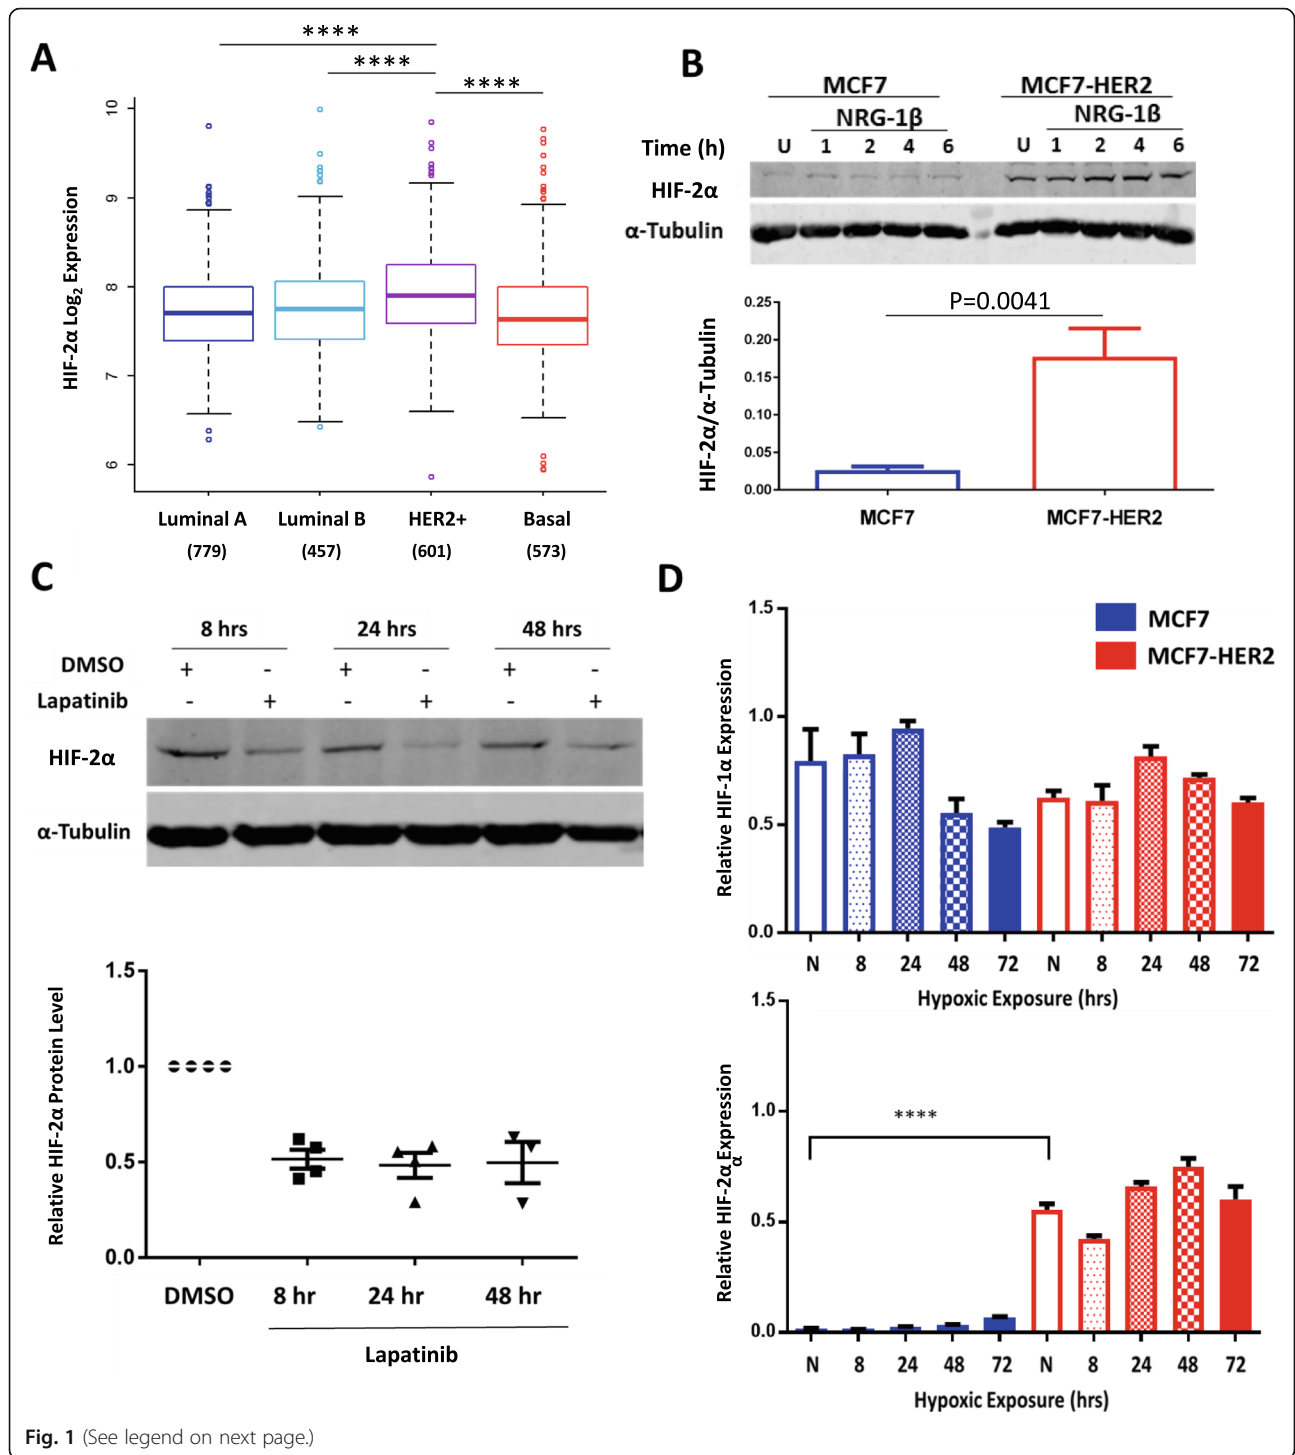 A
****
****
****
HIF-2α Log2 Expression
10
9
8
7
6
Luminal A
Luminal B
HER2+
Basal
(779)
(457)
(601)
(573)
B
MCF7
MCF7-HER2
NRG-1ß
NRG-1ß
Time (h)
U
1
2
4
6
U
1
2
4
6
HIF-2α
α-Tubulin
P=0.0041
HIF-2α/α-Tubulin
0.25
0.20
0.15
0.10
0.05
0.00
MCF7
MCF7-HER2
C
8 hrs
24 hrs
48 hrs
DMSO
+ - + - + -
Lapatinib
- + - + - +
HIF-2α
α-Tubulin
Relative HIF-2α Protein Level
1.5
1.0
0.5
0.0
DMSO
8 hr
24 hr
48 hr
Lapatinib
D
MCF7
MCF7-HER2
Relative HIF-1α Expression
1.5
1.0
0.5
0.0
N 8 24 48 72 N 8 24 48 72
Hypoxic Exposure (hrs)
Relative HIF-2α Expression
α
1.5
1.0
0.5
0.0
****
N 8 24 48 72 N 8 24 48 72
Hypoxic Exposure (hrs)
Fig. 1 (See legend on next page.)